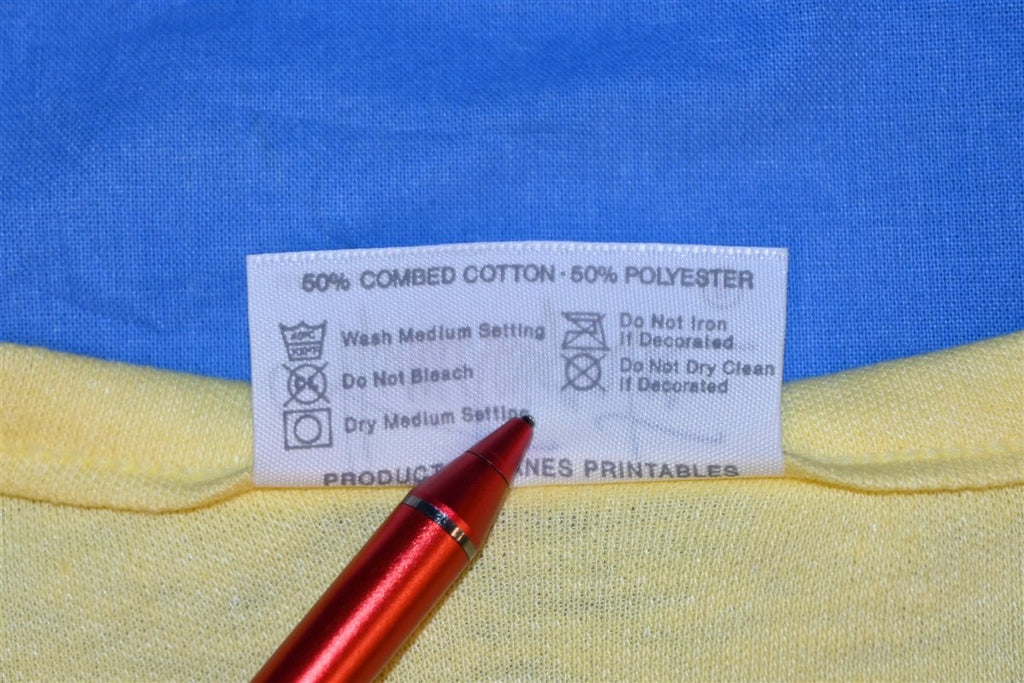 50% COMBED COTTON · 50% POLYESTER
Wash Medium Setting
Do Not Bleach
Dry Medium Setting
Do Not Iron
If Decorated
Do Not Dry Clean
If Decorated
PRINTABLES